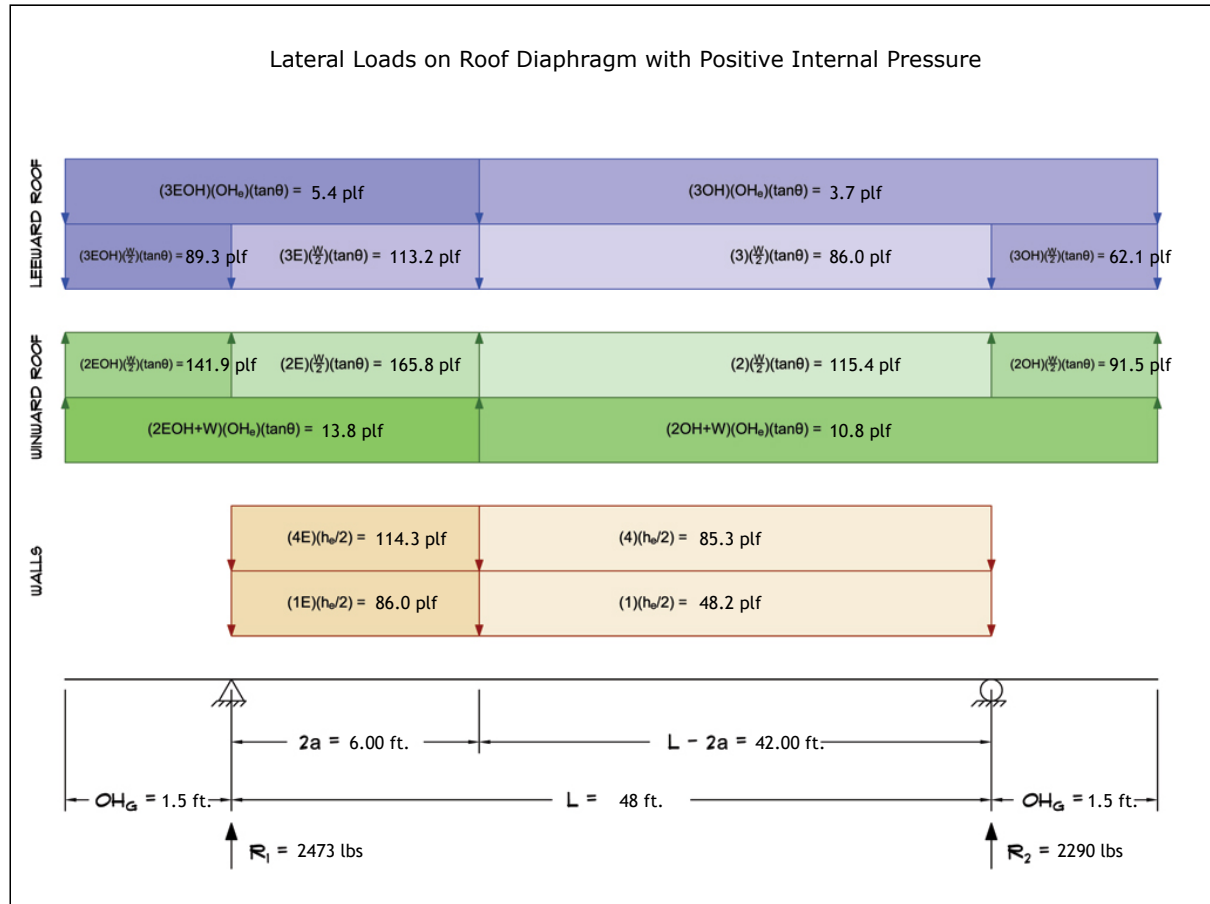 Lateral Loads on Roof Diaphragm with Positive Internal Pressure
LEEWARD ROOF
(3EOH)(OHₑ)(tanθ) = 5.4 plf
(3OH)(OHₑ)(tanθ) = 3.7 plf
(3EOH)(W/2)(tanθ) = 89.3 plf
(3E)(W/2)(tanθ) = 113.2 plf
(3)(W/2)(tanθ) = 86.0 plf
(3OH)(W/2)(tanθ) = 62.1 plf
WINWARD ROOF
(2EOH)(W/2)(tanθ) = 141.9 plf
(2E)(W/2)(tanθ) = 165.8 plf
(2)(W/2)(tanθ) = 115.4 plf
(2OH)(W/2)(tanθ) = 91.5 plf
(2EOH+W)(OHₑ)(tanθ) = 13.8 plf
(2OH+W)(OHₑ)(tanθ) = 10.8 plf
WALLS
(4E)(hₑ/2) = 114.3 plf
(4)(hₑ/2) = 85.3 plf
(1E)(hₑ/2) = 86.0 plf
(1)(hₑ/2) = 48.2 plf
2a = 6.00 ft.
L - 2a = 42.00 ft.
OH_G = 1.5 ft.
L = 48 ft.
OH_G = 1.5 ft.
R₁ = 2473 lbs
R₂ = 2290 lbs